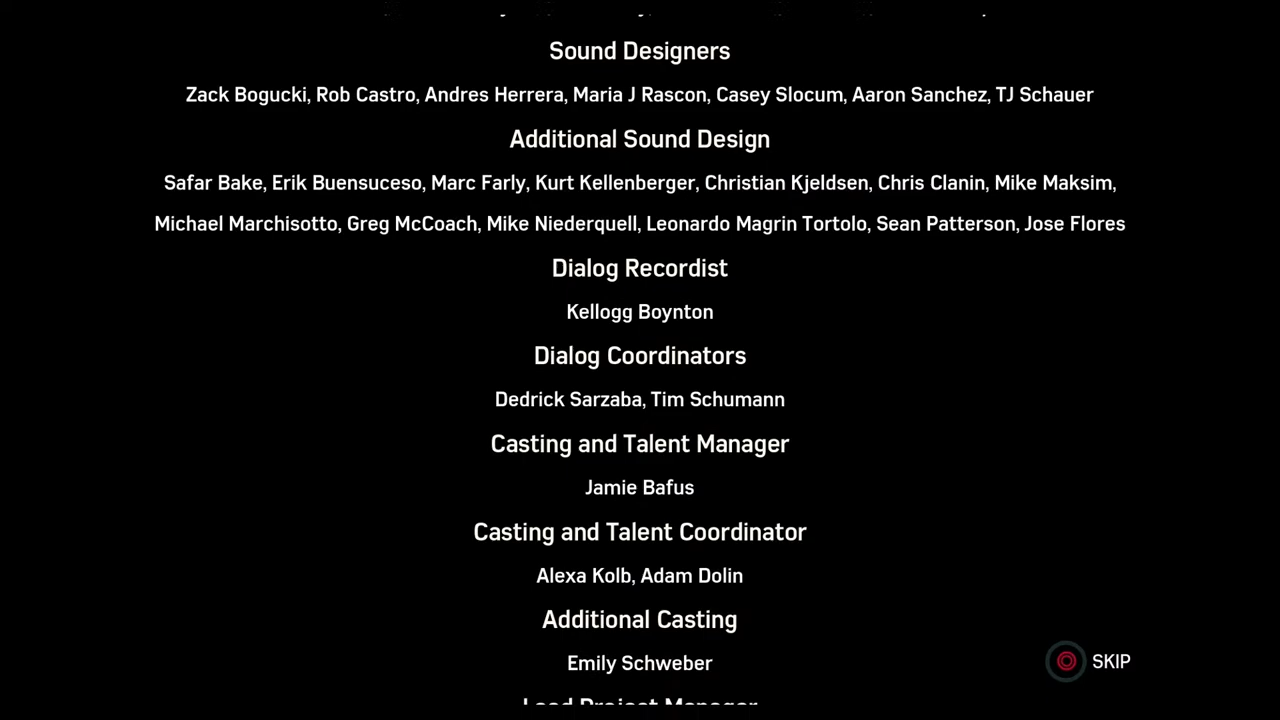 Sound Designers
Zack Bogucki, Rob Castro, Andres Herrera, Maria J Rascon, Casey Slocum, Aaron Sanchez, TJ Schauer
Additional Sound Design
Safar Bake, Erik Buensuceso, Marc Farly, Kurt Kellenberger, Christian Kjeldsen, Chris Clanin, Mike Maksim,
Michael Marchisotto, Greg McCoach, Mike Niederquell, Leonardo Magrin Tortolo, Sean Patterson, Jose Flores
Dialog Recordist
Kellogg Boynton
Dialog Coordinators
Dedrick Sarzaba, Tim Schumann
Casting and Talent Manager
Jamie Bafus
Casting and Talent Coordinator
Alexa Kolb, Adam Dolin
Additional Casting
Emily Schweber
SKIP
Lead Project Manager